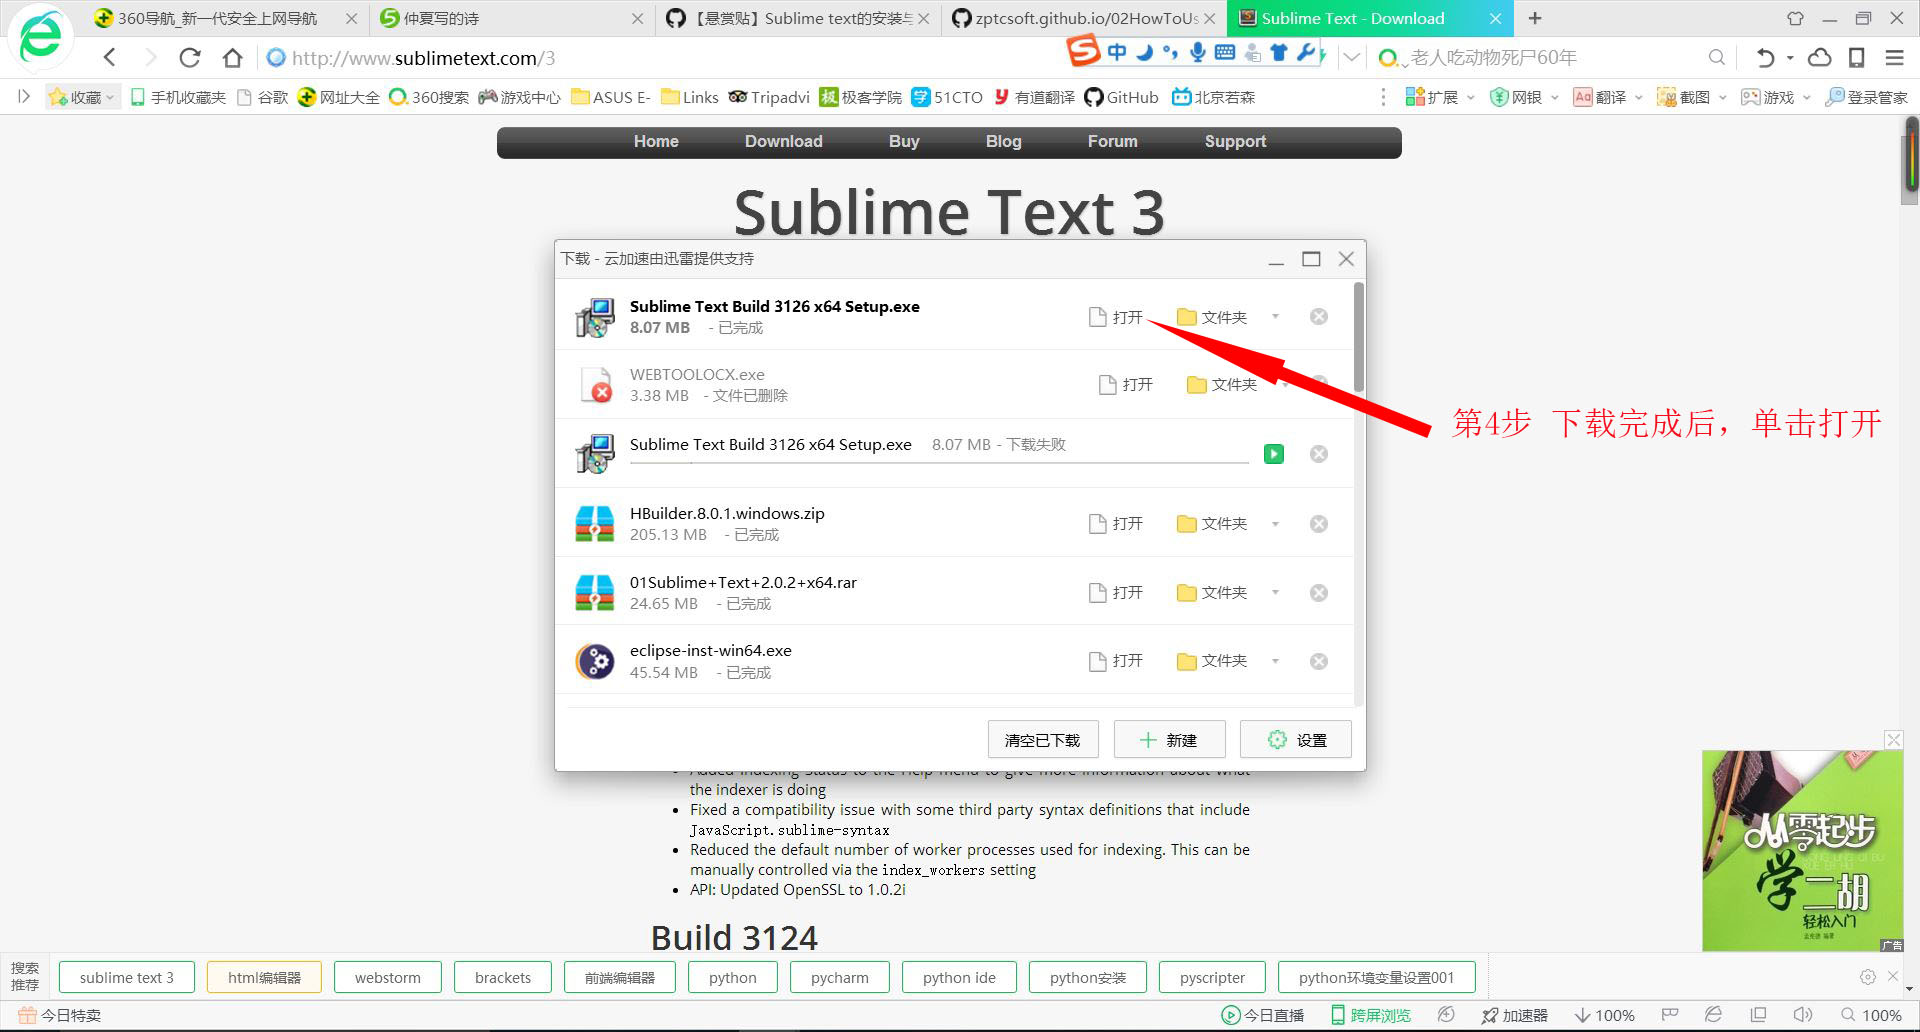 360导航_新一代安全上网导航
仲夏写的诗
【悬赏贴】Sublime text的安装与
zptcsoft.github.io/02HowToUs
Sublime Text - Download
http://www.sublimetext.com/3
中
老人吃动物死尸60年
收藏
手机收藏夹
谷歌
网址大全
360搜索
游戏中心
ASUS E-
Links
Tripadvi
极客学院
51CTO
有道翻译
GitHub
北京若森
扩展
网银
翻译
截图
游戏
登录管家
Home
Download
Buy
Blog
Forum
Support
Sublime Text 3
下载 - 云加速由迅雷提供支持
Sublime Text Build 3126 x64 Setup.exe
8.07 MB - 已完成
打开
文件夹
WEBTOOLOCX.exe
3.38 MB - 文件已删除
打开
文件夹
第4步 下载完成后，单击打开
Sublime Text Build 3126 x64 Setup.exe 8.07 MB - 下载失败
HBuilder.8.0.1.windows.zip
205.13 MB - 已完成
打开
文件夹
01Sublime+Text+2.0.2+x64.rar
24.65 MB - 已完成
打开
文件夹
eclipse-inst-win64.exe
45.54 MB - 已完成
打开
文件夹
清空已下载
新建
设置
Added Indexing Status to the Help menu to give more information about what
the indexer is doing
Fixed a compatibility issue with some third party syntax definitions that include
JavaScript.sublime-syntax
Reduced the default number of worker processes used for indexing. This can be
manually controlled via the index_workers setting
API: Updated OpenSSL to 1.0.2i
Build 3124
从零起步
学二胡
轻松入门
广告
搜索
推荐
sublime text 3
html编辑器
webstorm
brackets
前端编辑器
python
pycharm
python ide
python安装
pyscripter
python环境变量设置001
今日特卖
今日直播
跨屏浏览
加速器
100%
100%